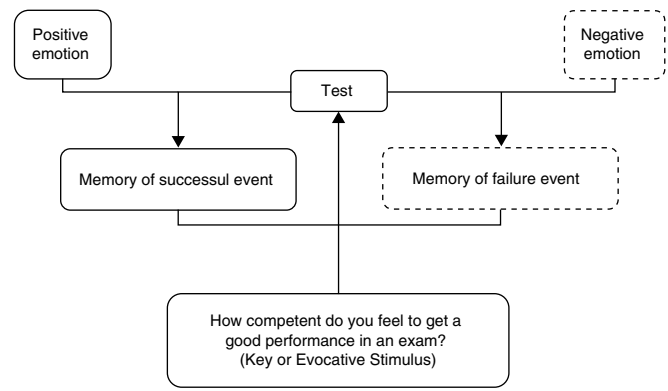 Positive
emotion
Negative
emotion
Test
Memory of successul event
Memory of failure event
How competent do you feel to get a
good performance in an exam?
(Key or Evocative Stimulus)